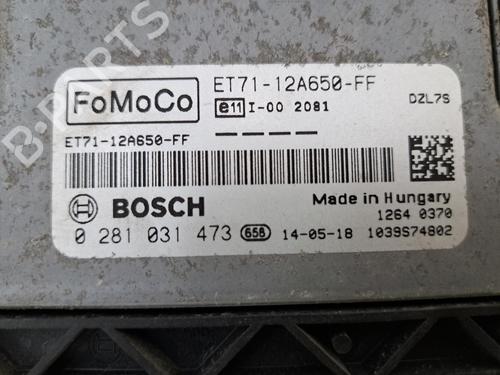 B-PARTS
FoMoCo
ET71-12A650-FF
e11 I-00 2081
DZL7S
ET71-12A650-FF
BOSCH
Made in Hungary
1264 0370
0 281 031 473 658 14-05-18 1039S74802